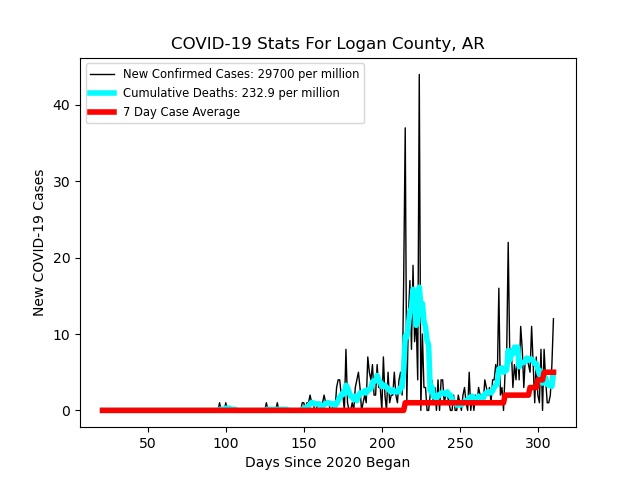 COVID-19 Stats For Logan County, AR
New Confirmed Cases: 29700 per million
Cumulative Deaths: 232.9 per million
7 Day Case Average
New COVID-19 Cases
40
30
20
10
0
50 100 150 200 250 300
Days Since 2020 Began